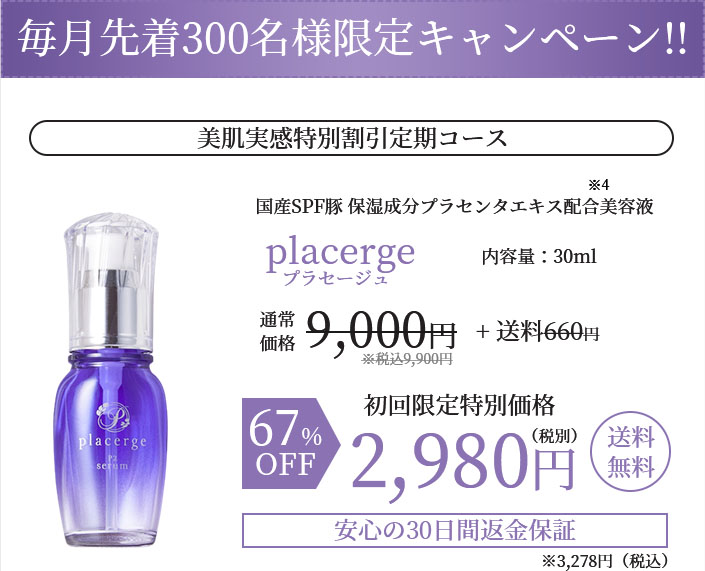 毎月先着300名様限定キャンペーン!!
美肌実感特別割引定期コース
※4
国産SPF豚 保湿成分プラセンタエキス配合美容液
placerge
プラセージュ
内容量：30ml
通常
価格
9,000円
+ 送料660円
※税込9,900円
67%
OFF
初回限定特別価格
2,980円
（税別）
送料
無料
安心の30日間返金保証
※3,278円（税込）
P
placerge
serum